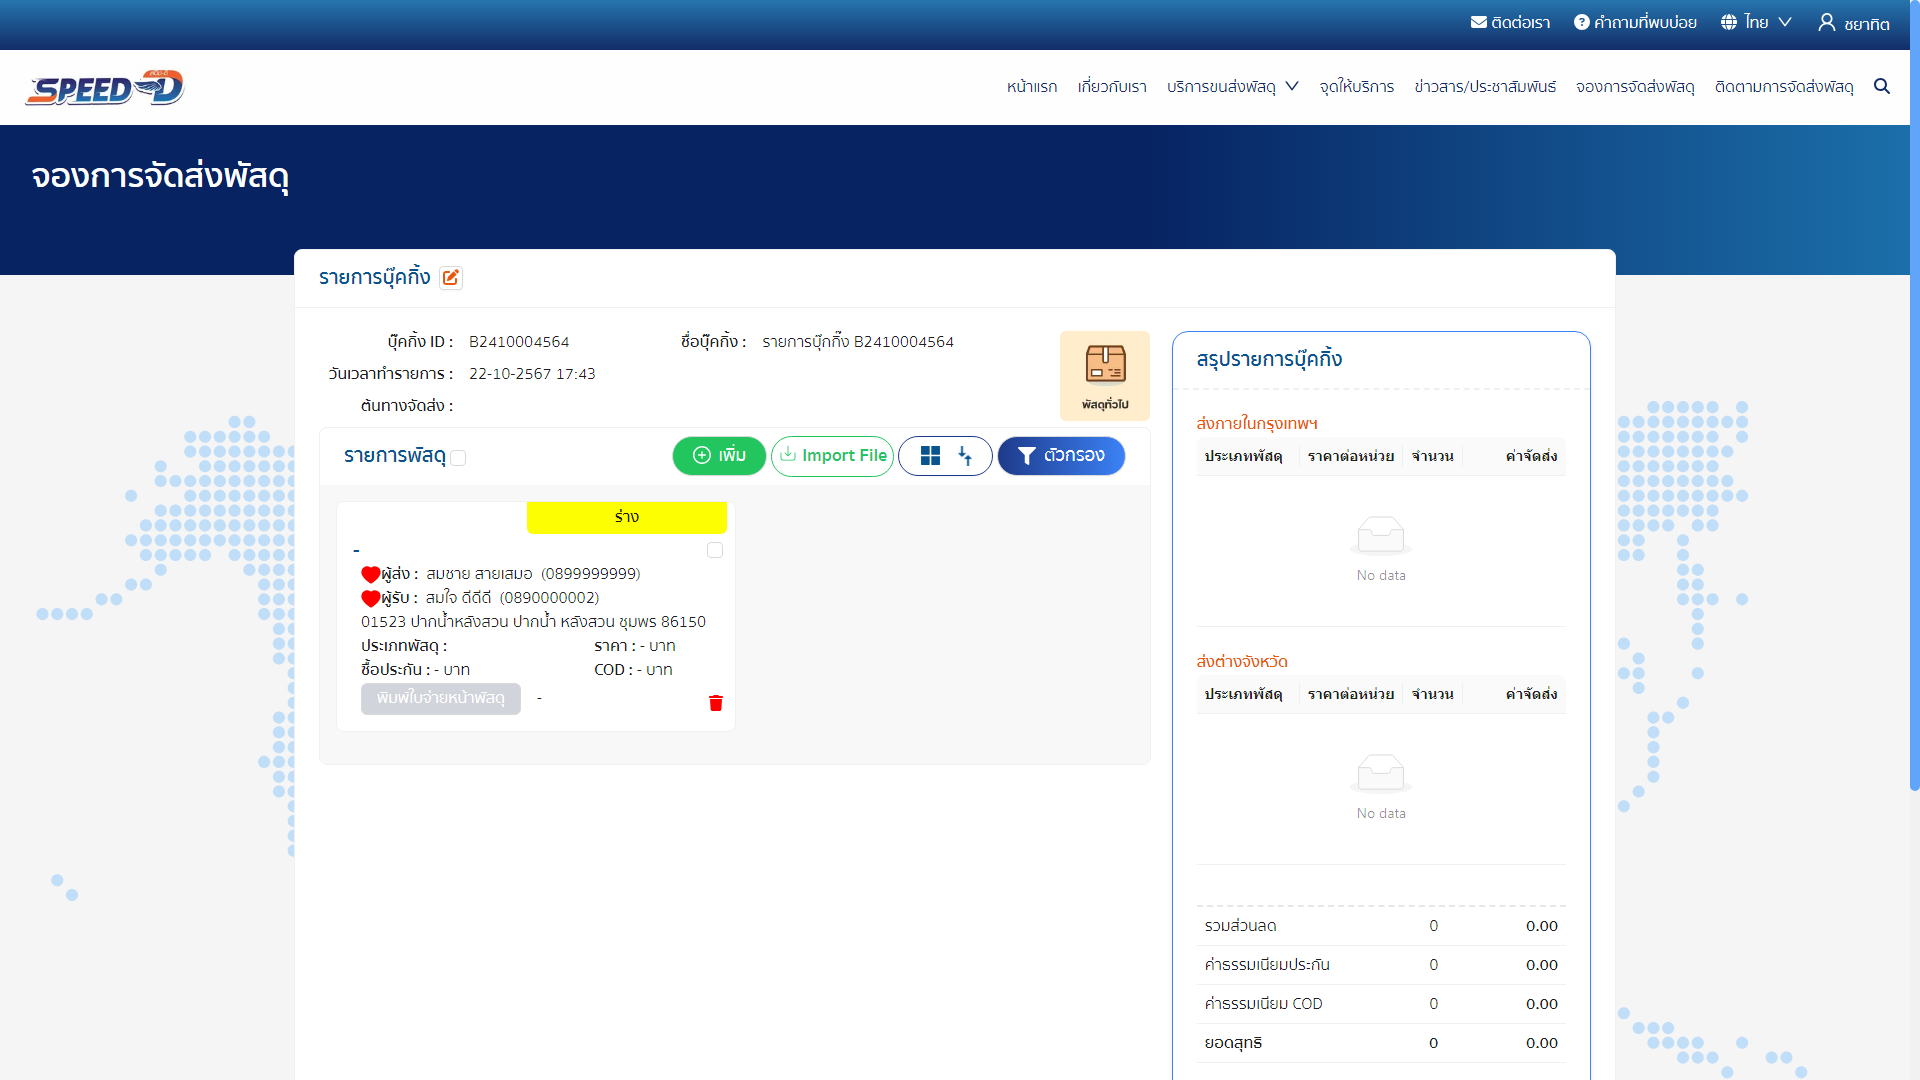 ติดต่อเรา คำถามที่พบบ่อย ไทย ชยาทิต
SPEED-D
หน้าแรก เกี่ยวกับเรา บริการขนส่งพัสดุ จุดให้บริการ ข่าวสาร/ประชาสัมพันธ์ จองการจัดส่งพัสดุ ติดตามการจัดส่งพัสดุ
จองการจัดส่งพัสดุ
รายการบุ๊คกิ้ง
บุ๊คกิ้ง ID : B2410004564 ชื่อบุ๊คกิ้ง : รายการบุ๊กกิ๊ง B2410004564
วันเวลาทำรายการ : 22-10-2567 17:43
ต้นทางจัดส่ง :
พัสดุทั่วไป
รายการพัสดุ เพิ่ม Import File ตัวกรอง
ร่าง
-
ผู้ส่ง : สมชาย สายเสมอ (0899999999)
ผู้รับ : สมใจ ดีดีดี (0890000002)
01523 ปากน้ำหลังสวน ปากน้ำ หลังสวน ชุมพร 86150
ประเภทพัสดุ : ราคา : - บาท
ซื้อประกัน : - บาท COD : - บาท
พิมพ์ใบจ่ายหน้าพัสดุ -
สรุปรายการบุ๊คกิ้ง
ส่งภายในกรุงเทพฯ
ประเภทพัสดุ ราคาต่อหน่วย จำนวน ค่าจัดส่ง
No data
ส่งต่างจังหวัด
ประเภทพัสดุ ราคาต่อหน่วย จำนวน ค่าจัดส่ง
No data
รวมส่วนลด 0 0.00
ค่าธรรมเนียมประกัน 0 0.00
ค่าธรรมเนียม COD 0 0.00
ยอดสุทธิ 0 0.00